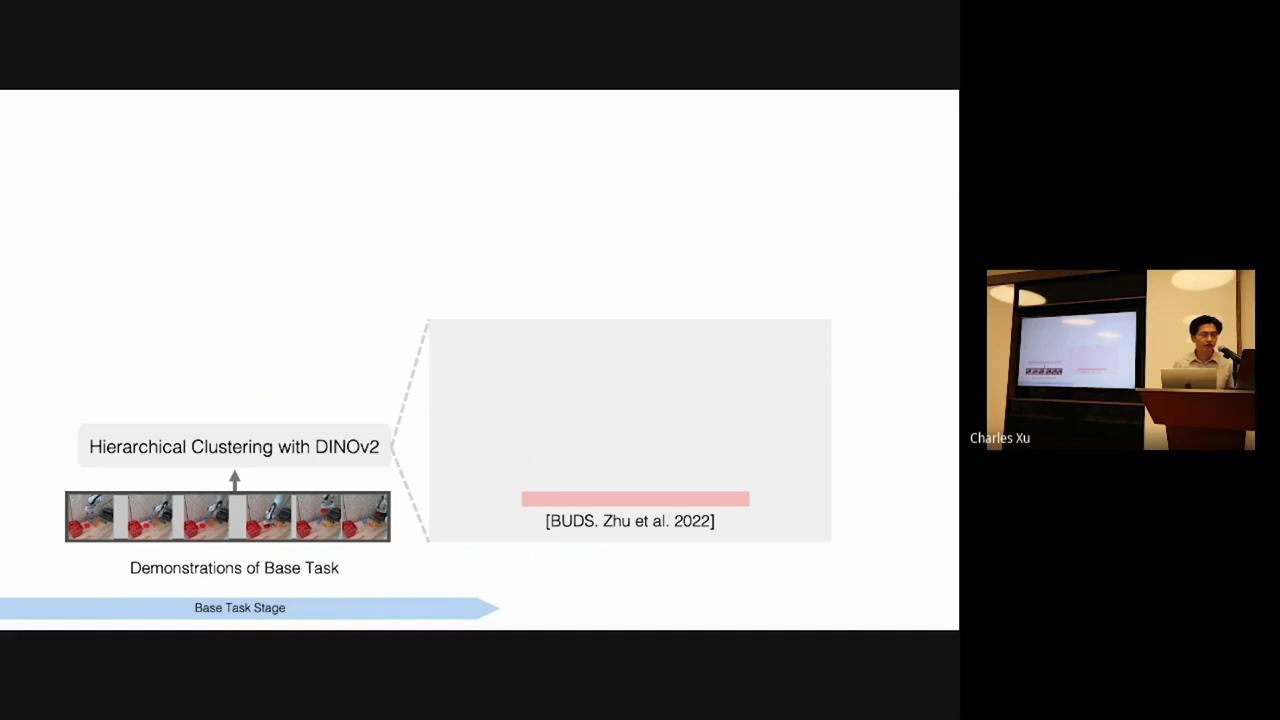 Hierarchical Clustering with DINOv2
[BUDS. Zhu et al. 2022]
Demonstrations of Base Task
Base Task Stage
Charles Xu